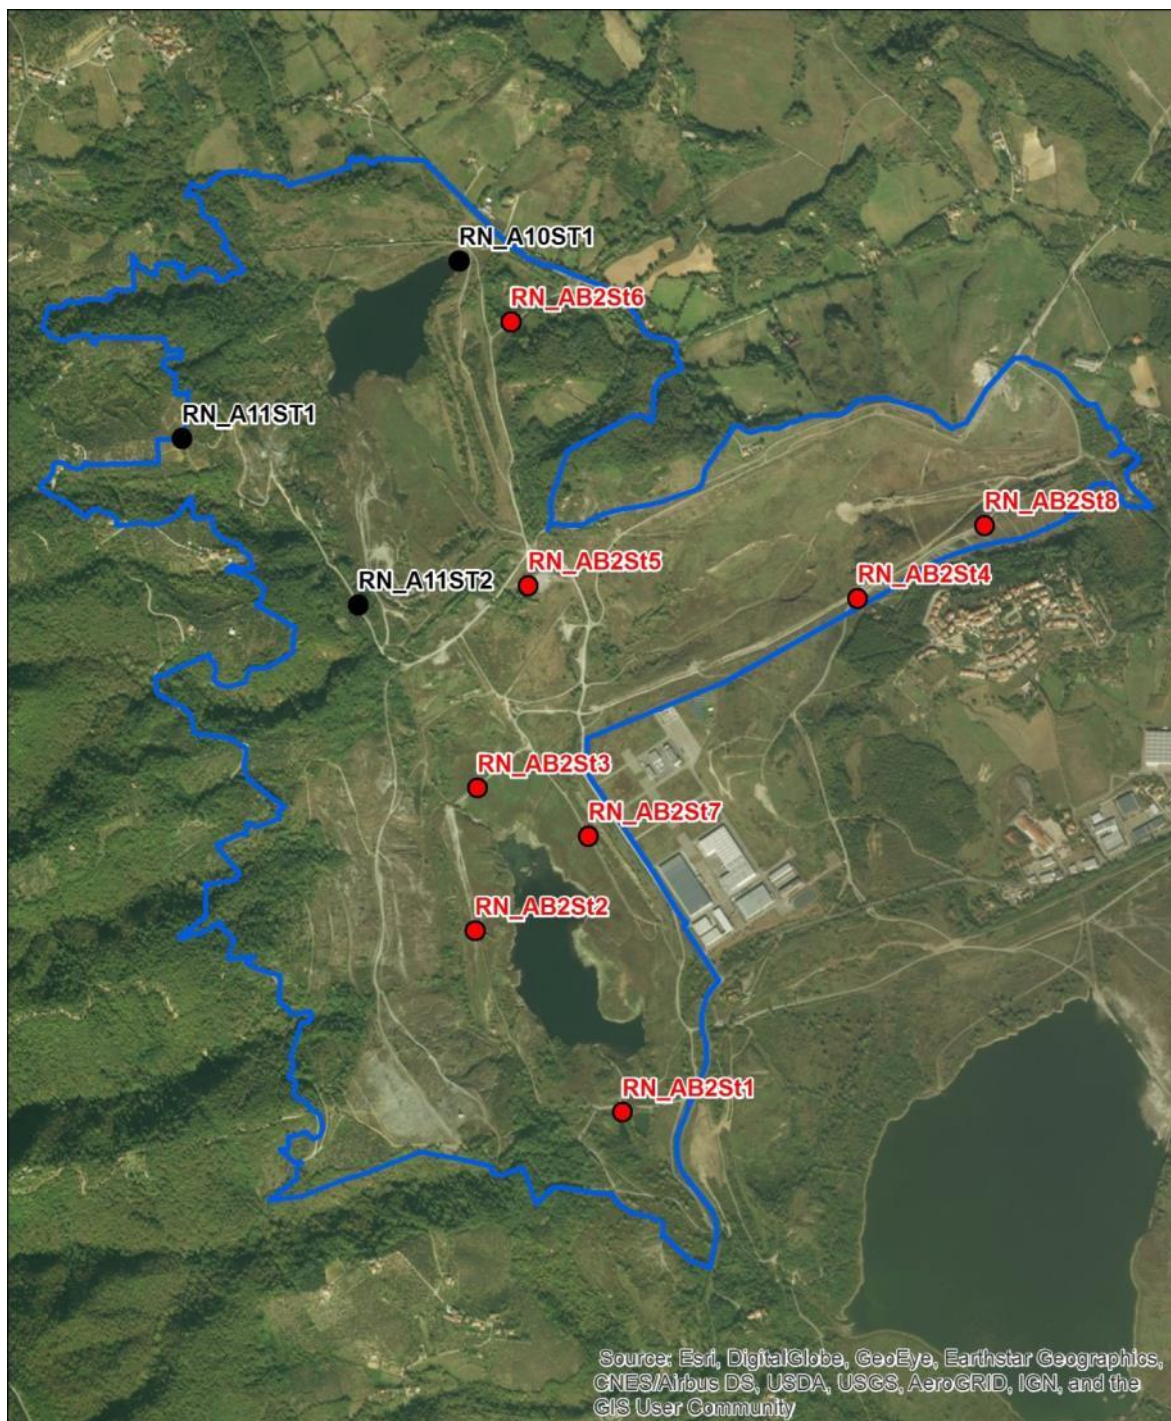 RN_A10ST1
RN_AB2St6
RN_A11ST1
RN_AB2St8
RN_AB2St5
RN_A11ST2
RN_AB2St4
RN_AB2St3
RN_AB2St7
RN_AB2St2
RN_AB2St1
Source: Esri, DigitalGlobe, GeoEye, Earthstar Geographics,
CNES/Airbus DS, USDA, USGS, AeroGRID, IGN, and the
GIS User Community